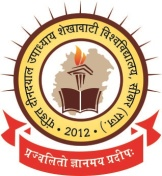 पंडित दीनदयाल उपाध्याय शेखावाटी विश्वविद्यालय, सीकर (राज.)
• 2012 •
प्रज्वलितो ज्ञानमय प्रदीपः